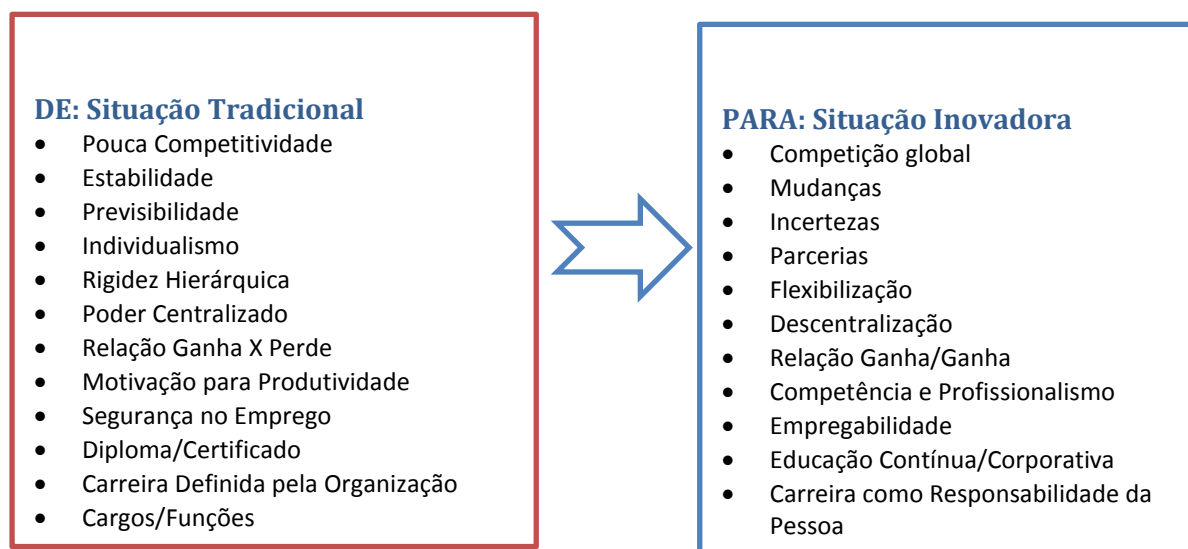 DE: Situação Tradicional
• Pouca Competitividade
• Estabilidade
• Previsibilidade
• Individualismo
• Rigidez Hierárquica
• Poder Centralizado
• Relação Ganha X Perde
• Motivação para Produtividade
• Segurança no Emprego
• Diploma/Certificado
• Carreira Definida pela Organização
• Cargos/Funções
PARA: Situação Inovadora
• Competição global
• Mudanças
• Incertezas
• Parcerias
• Flexibilização
• Descentralização
• Relação Ganha/Ganha
• Competência e Profissionalismo
• Empregabilidade
• Educação Contínua/Corporativa
• Carreira como Responsabilidade da
Pessoa